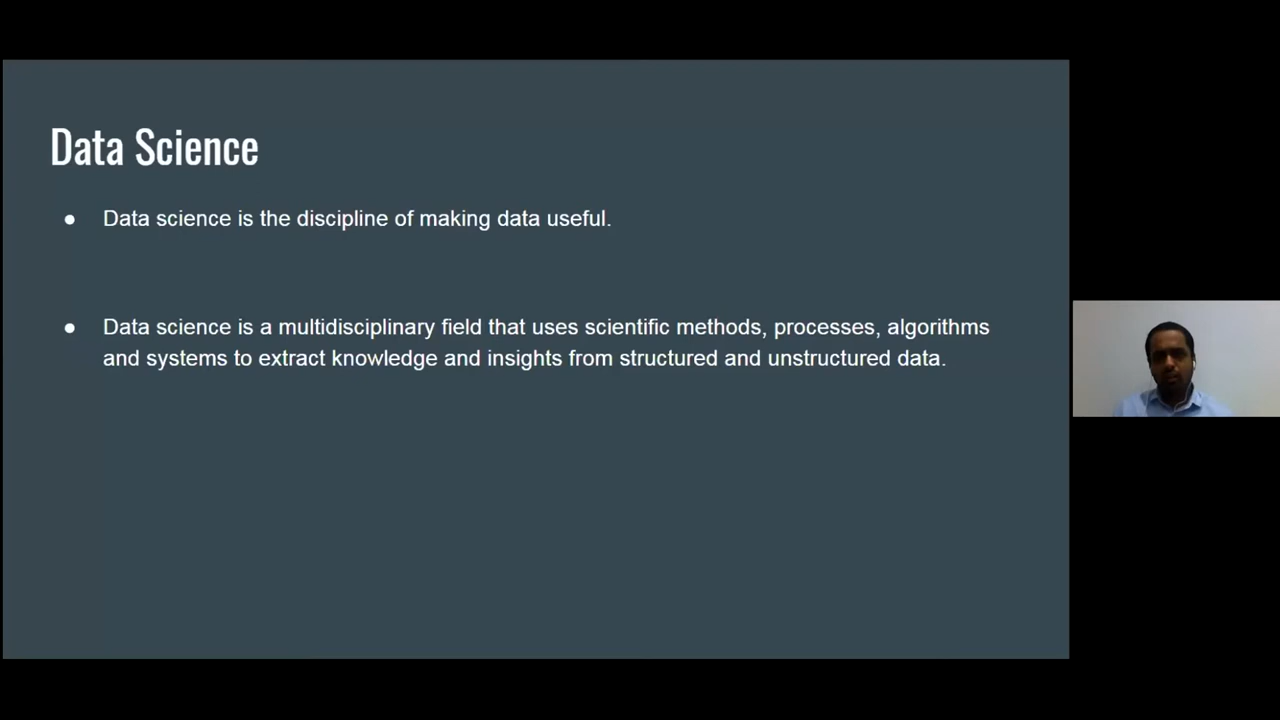 Data Science
● Data science is the discipline of making data useful.
● Data science is a multidisciplinary field that uses scientific methods, processes, algorithms
and systems to extract knowledge and insights from structured and unstructured data.